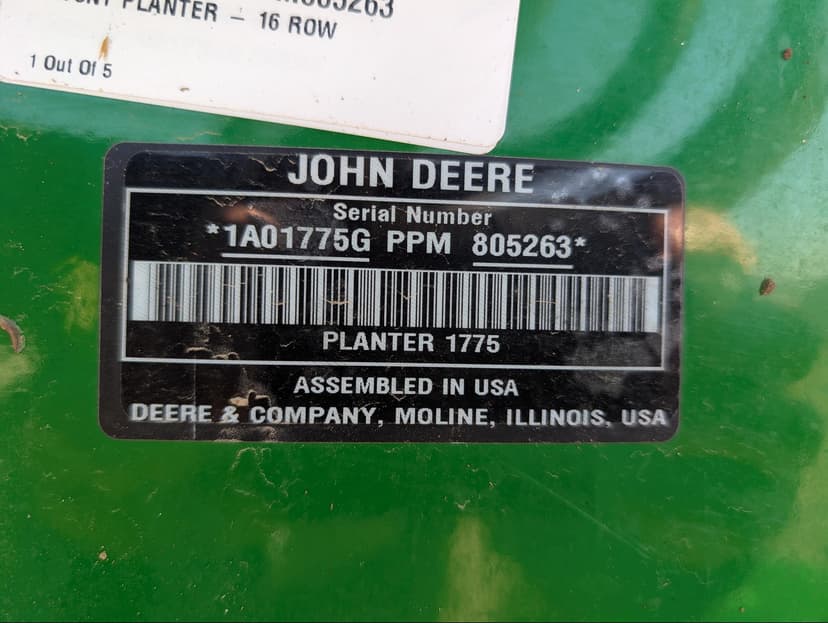 PLANTER – 16 ROW
1 Out Of 5
JOHN DEERE
Serial Number
*1A01775G PPM 805263*
PLANTER 1775
ASSEMBLED IN USA
DEERE & COMPANY, MOLINE, ILLINOIS, USA